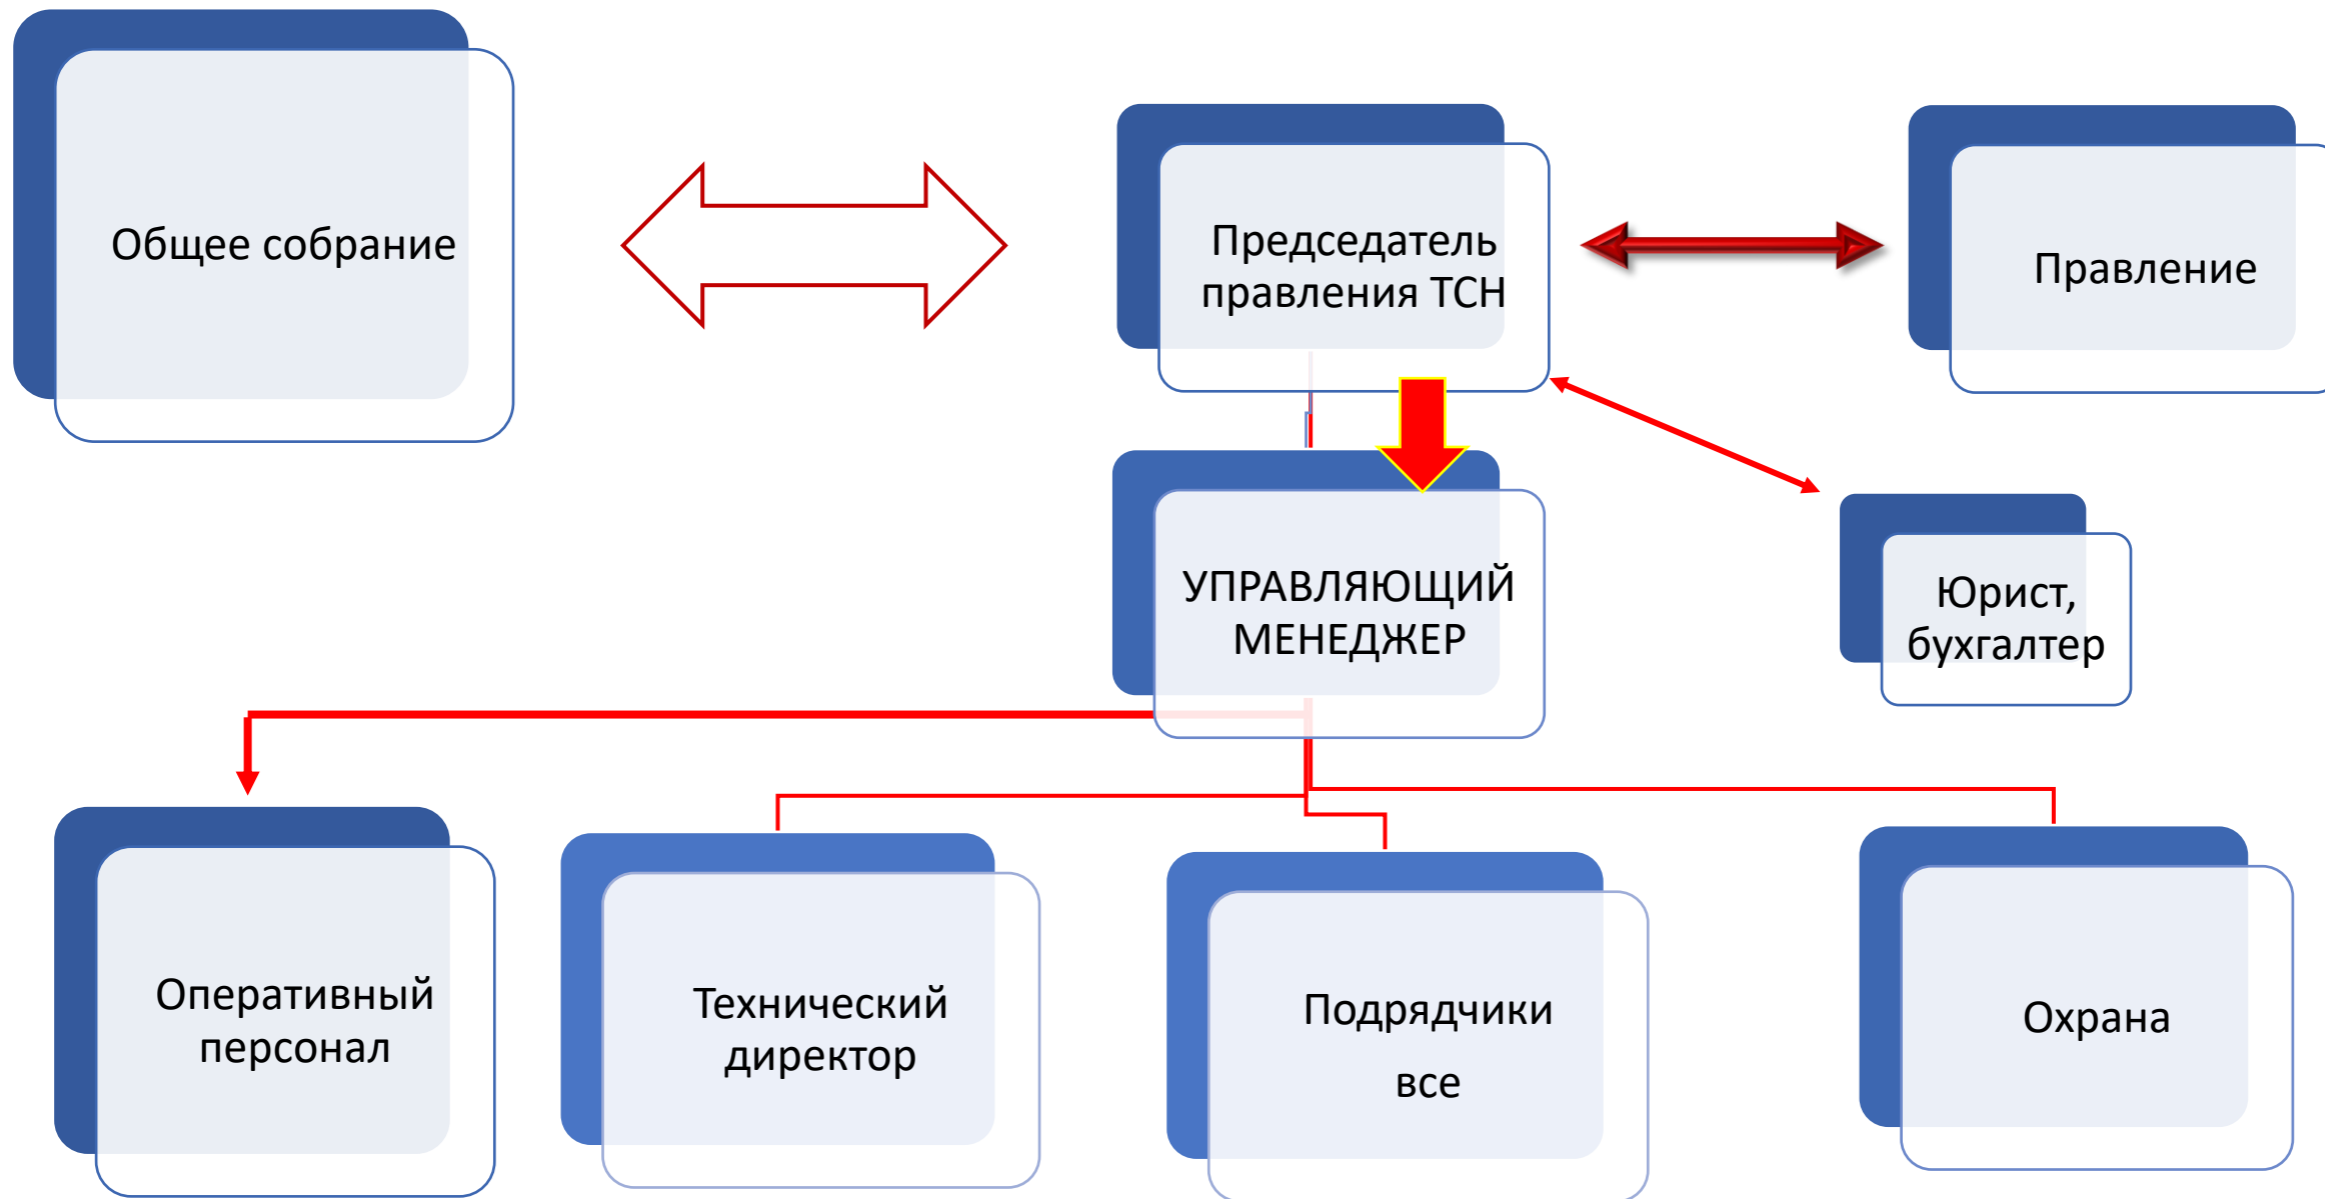 Общее собрание
Председатель
правления ТСН
Правление
УПРАВЛЯЮЩИЙ
МЕНЕДЖЕР
Юрист,
бухгалтер
Оперативный
персонал
Технический
директор
Подрядчики
все
Охрана